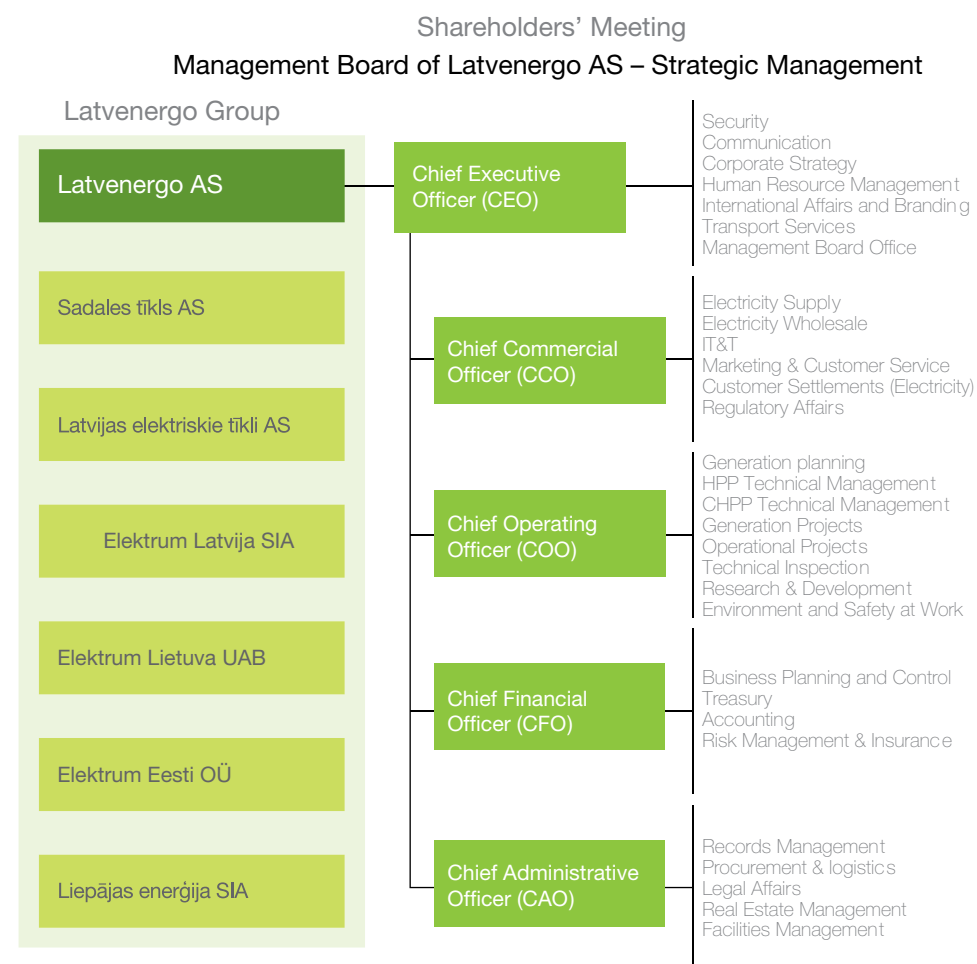 Shareholders’ Meeting
Management Board of Latvenergo AS – Strategic Management
Latvenergo Group
Latvenergo AS
Sadales tīkls AS
Latvijas elektriskie tīkli AS
Elektrum Latvija SIA
Elektrum Lietuva UAB
Elektrum Eesti OÜ
Liepājas enerģija SIA
Chief Executive
Officer (CEO)
Security
Communication
Corporate Strategy
Human Resource Management
International Affairs and Branding
Transport Services
Management Board Office
Chief Commercial
Officer (CCO)
Electricity Supply
Electricity Wholesale
IT&T
Marketing & Customer Service
Customer Settlements (Electricity)
Regulatory Affairs
Chief Operating
Officer (COO)
Generation planning
HPP Technical Management
CHPP Technical Management
Generation Projects
Operational Projects
Technical Inspection
Research & Development
Environment and Safety at Work
Chief Financial
Officer (CFO)
Business Planning and Control
Treasury
Accounting
Risk Management & Insurance
Chief Administrative
Officer (CAO)
Records Management
Procurement & logistics
Legal Affairs
Real Estate Management
Facilities Management